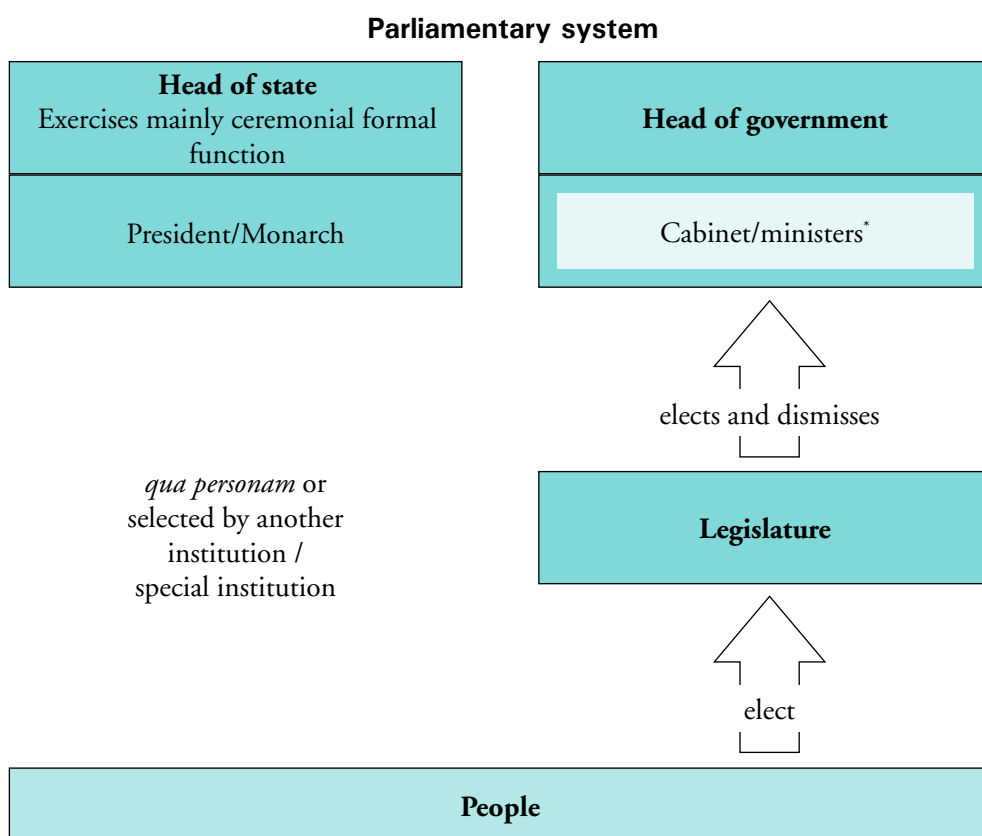 Parliamentary system
Head of state
Exercises mainly ceremonial formal
function
President/Monarch
Head of government
Cabinet/ministers*
elects and dismisses
qua personam or
selected by another
institution /
special institution
Legislature
elect
People